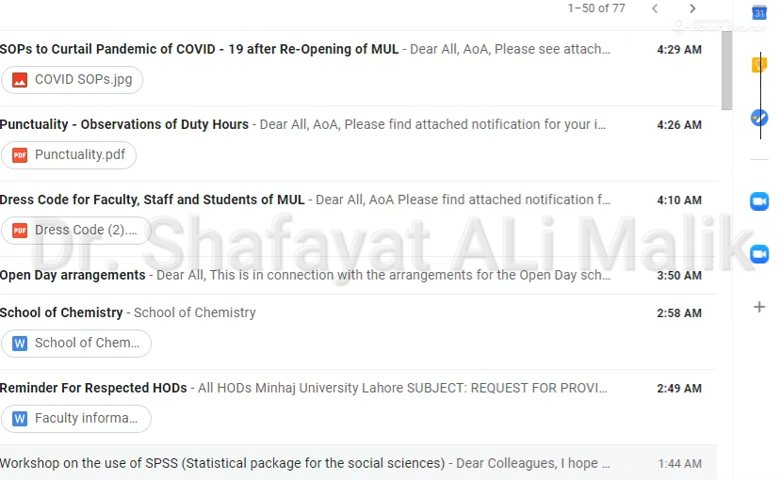 1–50 of 77
31
SOPs to Curtail Pandemic of COVID - 19 after Re-Opening of MUL - Dear All, AoA, Please see attach... 4:29 AM
COVID SOPs.jpg
Punctuality - Observations of Duty Hours - Dear All, AoA, Please find attached notification for your i... 4:26 AM
PDF Punctuality.pdf
Dress Code for Faculty, Staff and Students of MUL - Dear All, AoA Please find attached notification f... 4:10 AM
PDF Dress Code (2)....
Dr. Shafayat ALi Malik
Open Day arrangements - Dear All, This is in connection with the arrangements for the Open Day sch... 3:50 AM
School of Chemistry - School of Chemistry 2:58 AM
W School of Chem...
Reminder For Respected HODs - All HODs Minhaj University Lahore SUBJECT: REQUEST FOR PROVI... 2:49 AM
W Faculty informa...
Workshop on the use of SPSS (Statistical package for the social sciences) - Dear Colleagues, I hope ... 1:44 AM